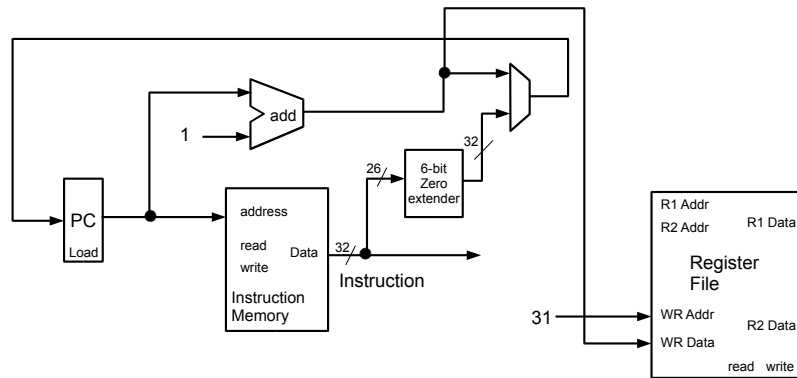 add
1
32
26
6-bit
Zero
extender
PC
Load
address
read
write
Data
32
Instruction
Memory
Instruction
R1 Addr
R2 Addr
R1 Data
Register
File
31
WR Addr
WR Data
R2 Data
read write